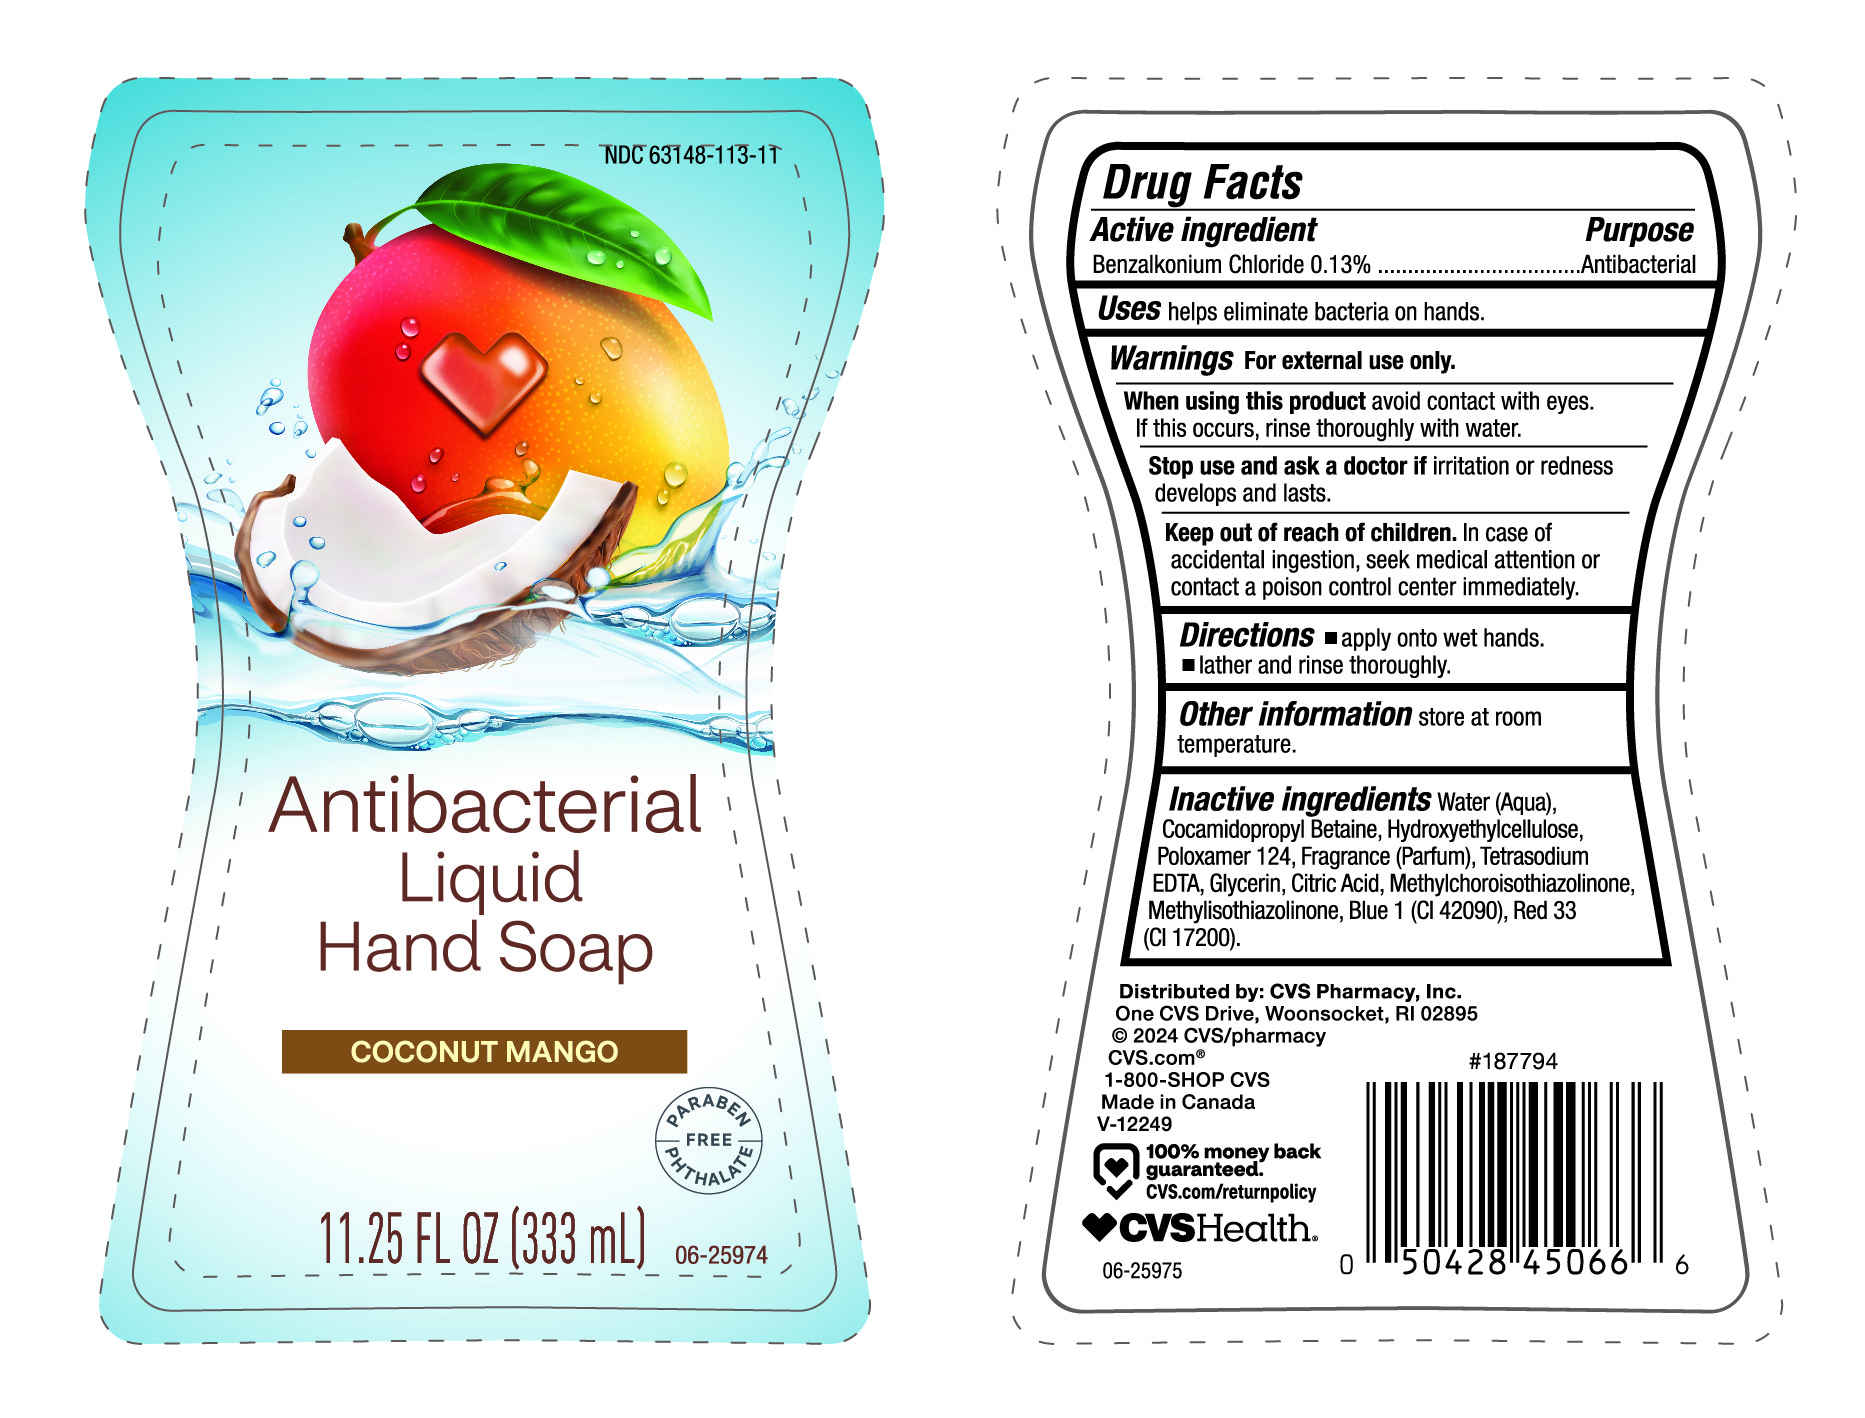 NDC 63148-113-11
Antibacterial
Liquid
Hand Soap
COCONUT MANGO
PARABEN
FREE
PHTHALATE
11.25 FL OZ (333 mL)
06-25974
Drug Facts
Active ingredient Purpose
Benzalkonium Chloride 0.13% ..................................Antibacterial
Uses helps eliminate bacteria on hands.
Warnings For external use only.
When using this product avoid contact with eyes.
If this occurs, rinse thoroughly with water.
Stop use and ask a doctor if irritation or redness
develops and lasts.
Keep out of reach of children. In case of
accidental ingestion, seek medical attention or
contact a poison control center immediately.
Directions ■ apply onto wet hands.
■ lather and rinse thoroughly.
Other information store at room
temperature.
Inactive ingredients Water (Aqua),
Cocamidopropyl Betaine, Hydroxyethylcellulose,
Poloxamer 124, Fragrance (Parfum), Tetrasodium
EDTA, Glycerin, Citric Acid, Methylchoroisothiazolinone,
Methylisothiazolinone, Blue 1 (CI 42090), Red 33
(CI 17200).
Distributed by: CVS Pharmacy, Inc.
One CVS Drive, Woonsocket, RI 02895
© 2024 CVS/pharmacy
CVS.com®
1-800-SHOP CVS
Made in Canada
V-12249
100% money back
guaranteed.
CVS.com/returnpolicy
CVSHealth®
06-25975
#187794
0 50428 45066 6